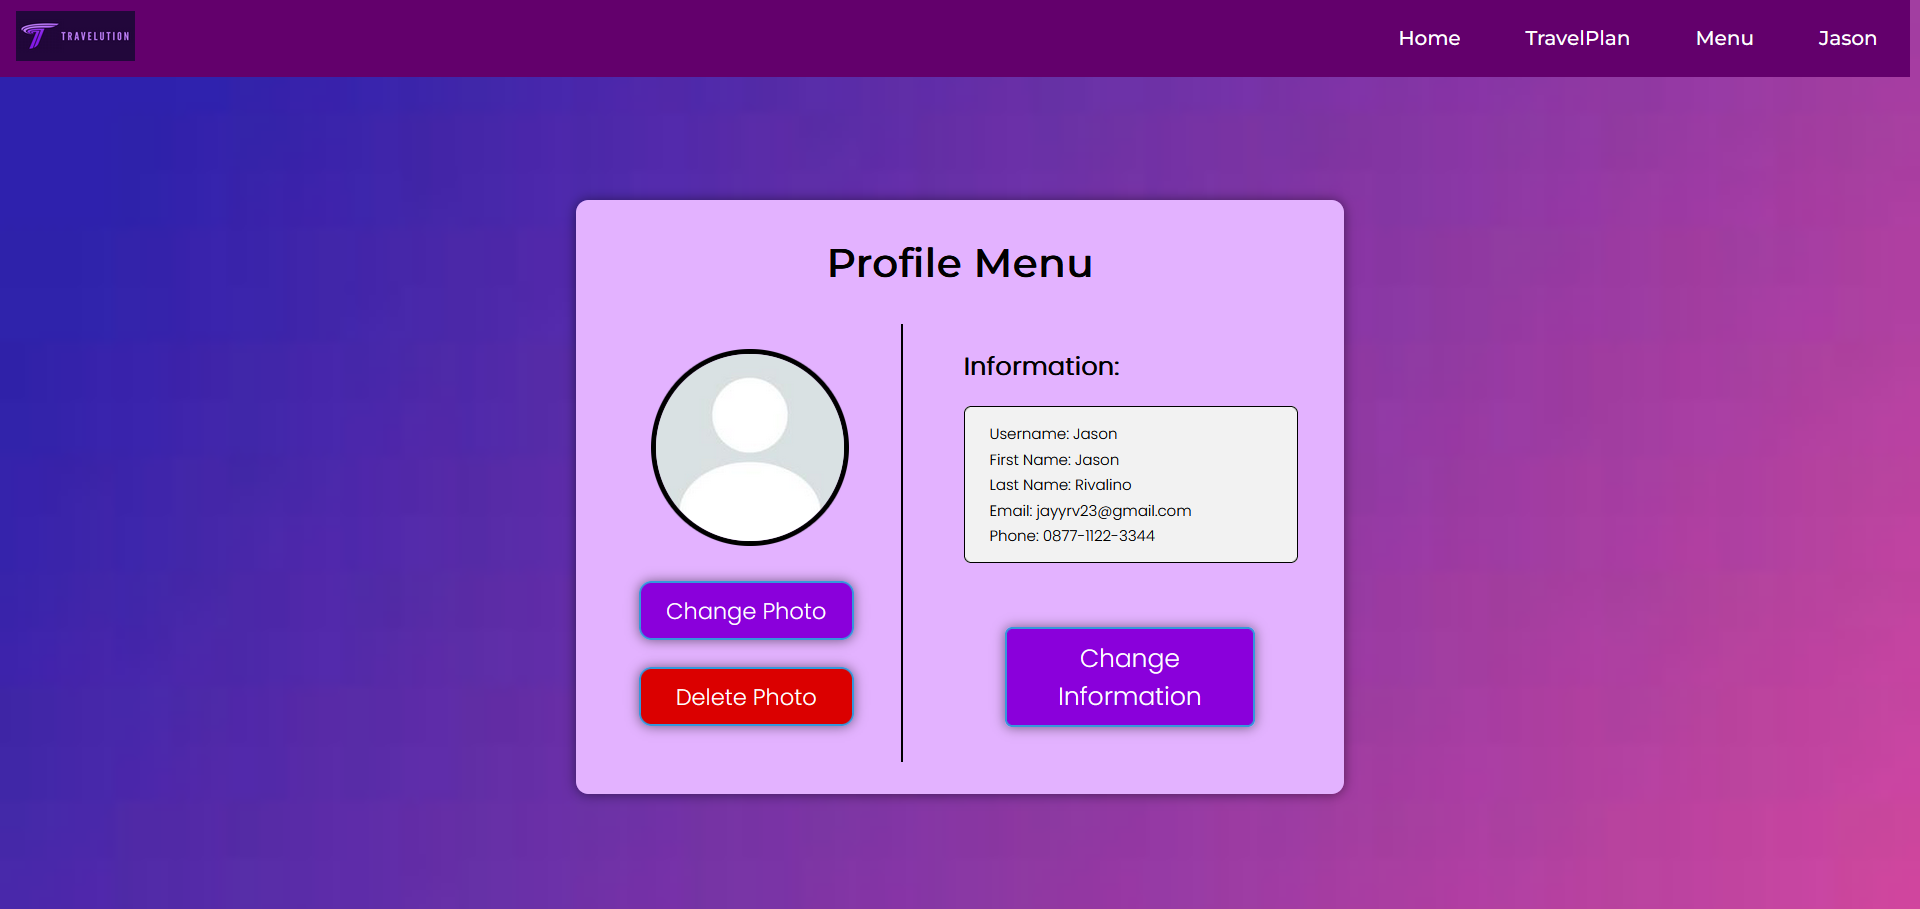 TRAVELUTION
Home
TravelPlan
Menu
Jason
Profile Menu
Change Photo
Delete Photo
Information:
Username: Jason
First Name: Jason
Last Name: Rivalino
Email: jayyrv23@gmail.com
Phone: 0877-1122-3344
Change
Information